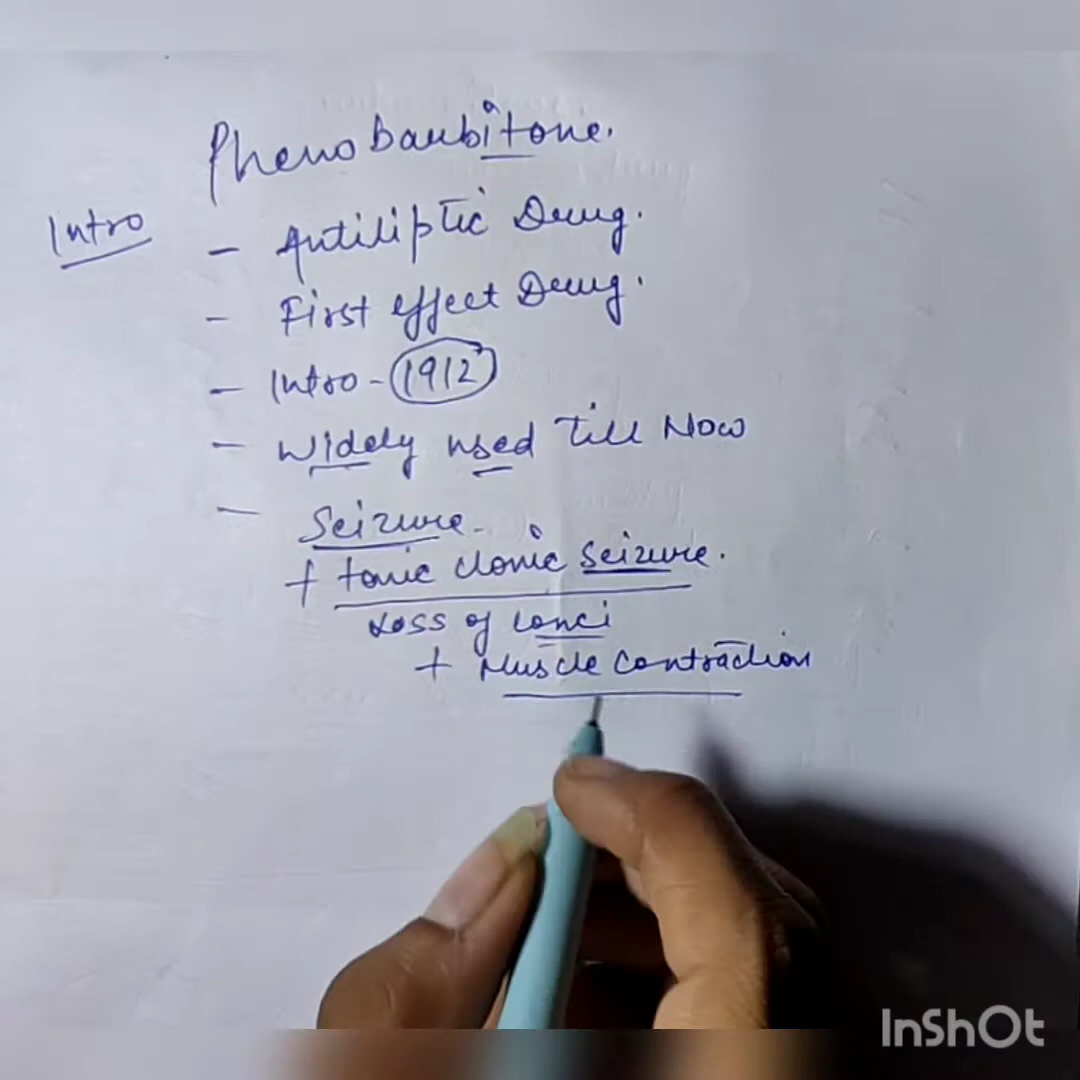 Phenobarbitone.
Intro
- Antiliptic Drug.
- First effect Drug.
- Intro - 1912
- Widely used Till Now
- Seizure -
+ tonic clonic seizure.
Loss of conci
+ Muscle contraction
InShOt